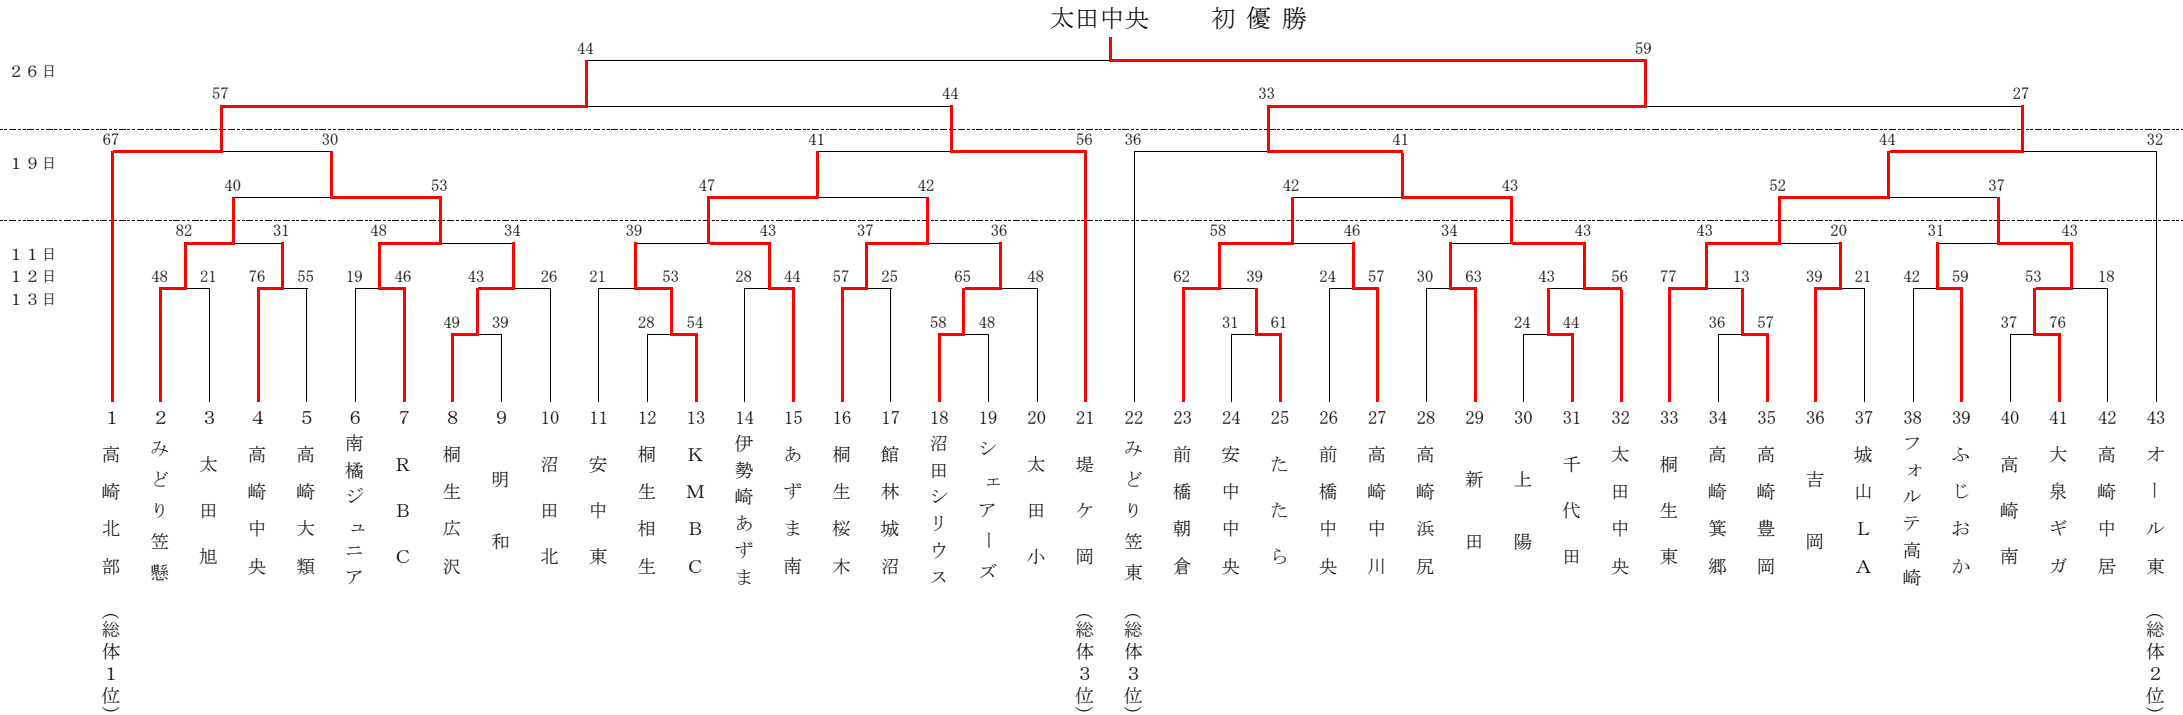 太田中央 初優勝
44 59
２６日
57 44 33 27
67 30 41 56 36 41 44 32
１９日
40 53 47 42 42 43 52 37
82 31 48 34 39 43 37 36 58 46 34 43 43 20 31 43
１１日
48 21 76 55 19 46 43 26 21 53 28 44 57 25 65 48 62 39 24 57 30 63 43 56 77 13 39 21 42 59 53 18
１２日
１３日
49 39 28 54 58 48 31 61 24 44 36 57 37 76
1 2 3 4 5 6 7 8 9 10 11 12 13 14 15 16 17 18 19 20 21 22 23 24 25 26 27 28 29 30 31 32 33 34 35 36 37 38 39 40 41 42 43
高崎北部
（総体１位）
みどり笠懸
太田旭
高崎中央
高崎大類
南橘ジュニア
ＲＢＣ
桐生広沢
明和
沼田北
安中東
桐生相生
ＫＭＢＣ
伊勢崎あずま
あずま南
桐生桜木
館林城沼
沼田シリウス
シェアーズ
太田小
堤ケ岡
（総体３位）
みどり笠東
（総体３位）
前橋朝倉
安中中央
たたら
前橋中央
高崎中川
高崎浜尻
新田
上陽
千代田
太田中央
桐生東
高崎箕郷
高崎豊岡
吉岡
城山ＬＡ
フォルテ高崎
ふじおか
高崎南
大泉ギガ
高崎中居
オール東
（総体２位）